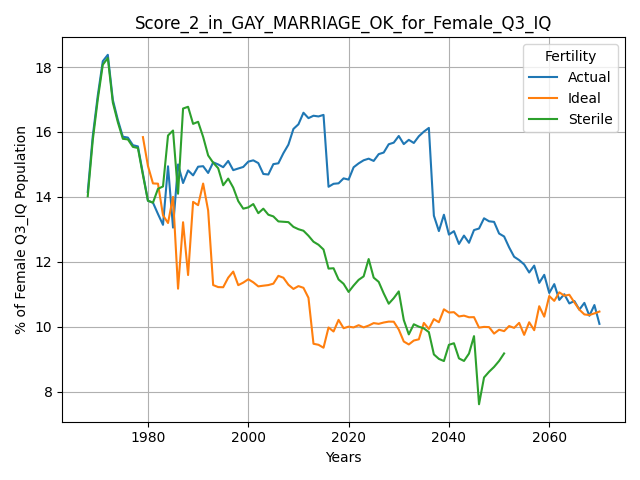 Score_2_in_GAY_MARRIAGE_OK_for_Female_Q3_IQ
Fertility
Actual
Ideal
Sterile
% of Female Q3_IQ Population
18
16
14
12
10
8
1980
2000
2020
2040
2060
Years